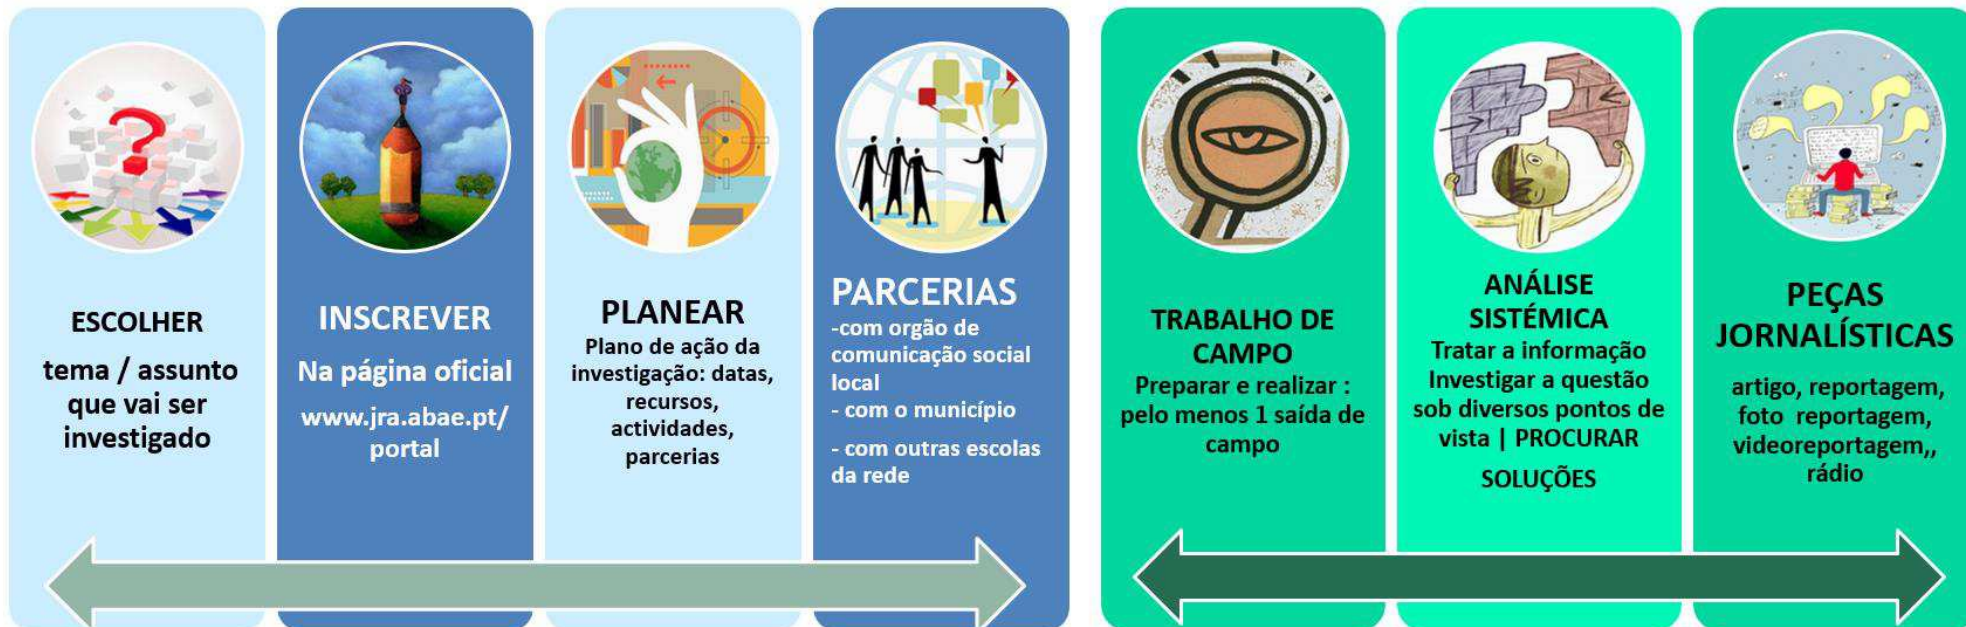 ESCOLHER
tema / assunto
que vai ser
investigado
INSCREVER
Na página oficial
www.jra.abae.pt/
portal
PLANEAR
Plano de ação da
investigação: datas,
recursos,
actividades,
parcerias
PARCERIAS
-com orgão de
comunicação social
local
- com o município
- com outras escolas
da rede
TRABALHO DE
CAMPO
Preparar e realizar :
pelo menos 1 saída de
campo
ANÁLISE
SISTÉMICA
Tratar a informação
Investigar a questão
sob diversos pontos de
vista | PROCURAR
SOLUÇÕES
PEÇAS
JORNALÍSTICAS
artigo, reportagem,
foto  reportagem,
videoreportagem,,
rádio